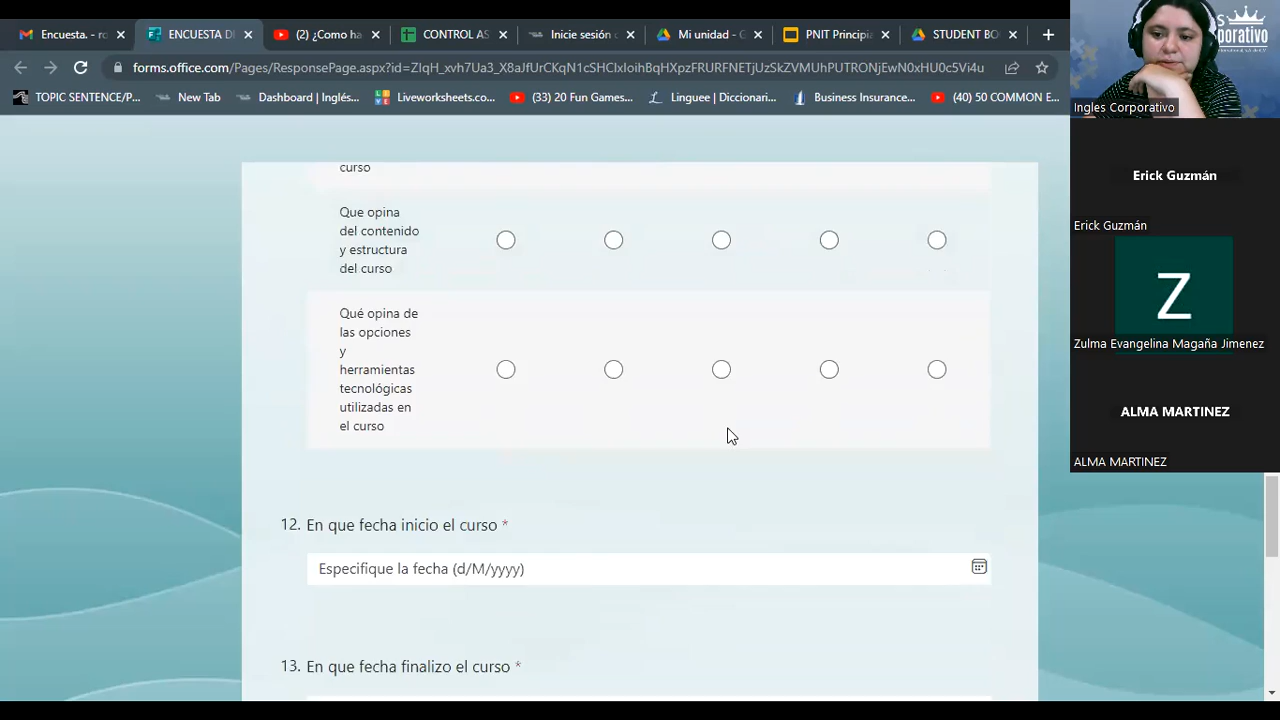 Encuesta. - ro
ENCUESTA DE
(2) ¿Como ha
CONTROL AS
Inicie sesión
Mi unidad - G
PNIT Principia
STUDENT BO
forms.office.com/Pages/ResponsePage.aspx?id=ZIqH_xvh7Ua3_X8aJfUrCKqN1cSHCIxIoihBqHXpzFRURFNETjUzSkZVMUhPUTRONjEwN0xHU0c5Vi4u
TOPIC SENTENCE/P...
New Tab
Dashboard | Inglés...
Liveworksheets.co...
(33) 20 Fun Games...
Linguee | Diccionari...
Business Insurance...
(40) 50 COMMON E...
curso
Que opina
del contenido
y estructura
del curso
Qué opina de
las opciones
y
herramientas
tecnológicas
utilizadas en
el curso
12. En que fecha inicio el curso *
Especifique la fecha (d/M/yyyy)
13. En que fecha finalizo el curso *
Ingles Corporativo
Erick Guzmán
Erick Guzmán
Z
Zulma Evangelina Magaña Jimenez
ALMA MARTINEZ
ALMA MARTINEZ